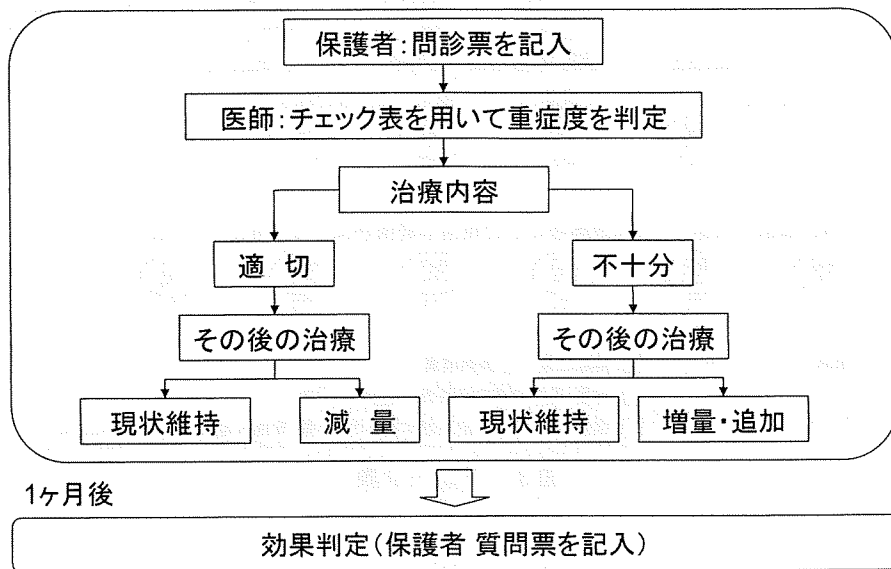 保護者:問診票を記入
医師:チェック表を用いて重症度を判定
治療内容
適 切
不十分
その後の治療
その後の治療
現状維持
減 量
現状維持
増量・追加
1ヶ月後
効果判定(保護者 質問票を記入)